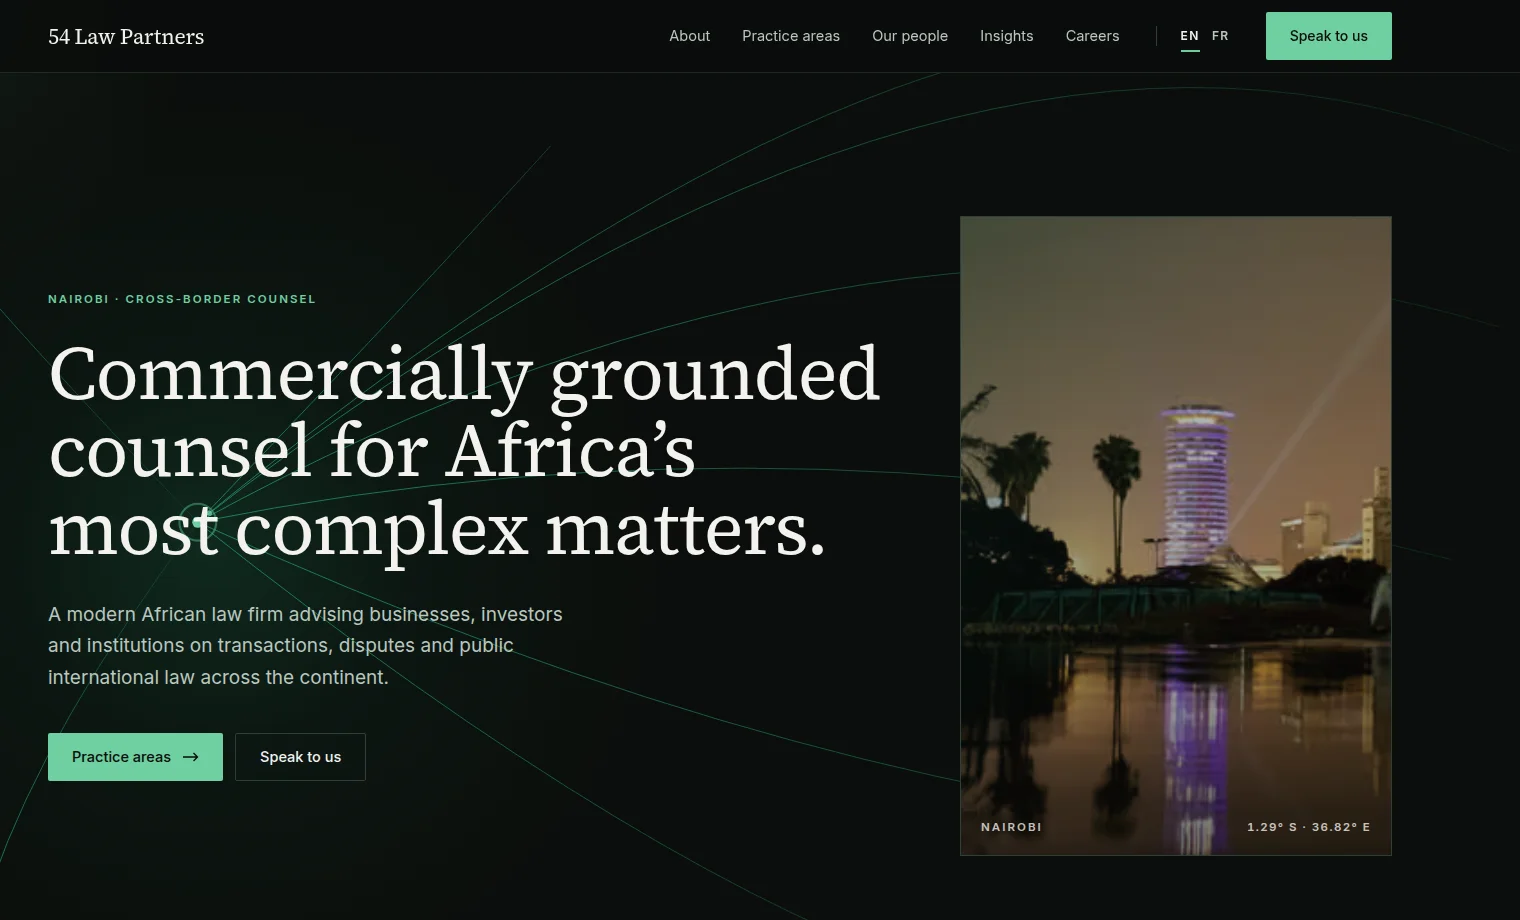 54 Law Partners
About
Practice areas
Our people
Insights
Careers
EN FR
Speak to us
NAIROBI · CROSS-BORDER COUNSEL
Commercially grounded
counsel for Africa’s
most complex matters.
A modern African law firm advising businesses, investors
and institutions on transactions, disputes and public
international law across the continent.
Practice areas →
Speak to us
NAIROBI
1.29° S · 36.82° E